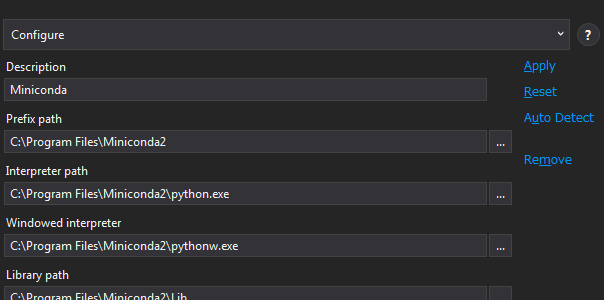 Configure
?
Description
Apply
Miniconda
Reset
Prefix path
Auto Detect
C:\Program Files\Miniconda2
...
Remove
Interpreter path
C:\Program Files\Miniconda2\python.exe
...
Windowed interpreter
C:\Program Files\Miniconda2\pythonw.exe
...
Library path
C:\Program Files\Miniconda2\Lib